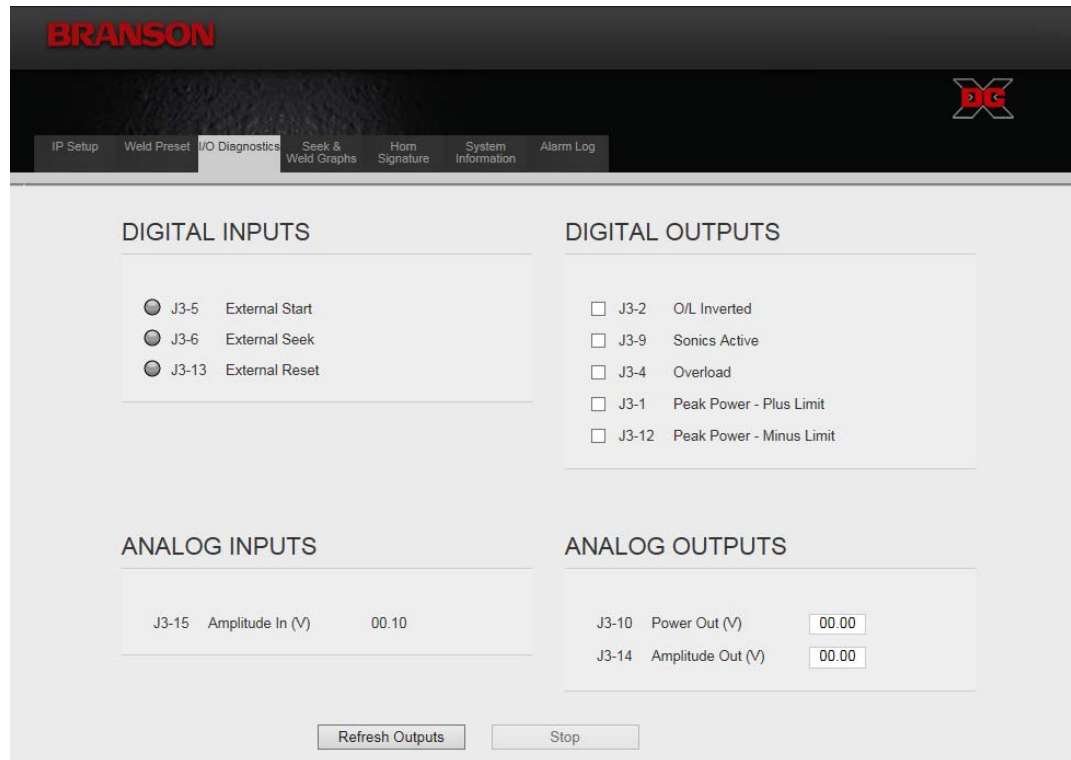 BRANSON
DC
IP Setup
Weld Preset
I/O Diagnostics
Seek &
Weld Graphs
Horn
Signature
System
Information
Alarm Log
DIGITAL INPUTS
J3-5 External Start
J3-6 External Seek
J3-13 External Reset
DIGITAL OUTPUTS
J3-2 O/L Inverted
J3-9 Sonics Active
J3-4 Overload
J3-1 Peak Power - Plus Limit
J3-12 Peak Power - Minus Limit
ANALOG INPUTS
J3-15 Amplitude In (V) 00.10
ANALOG OUTPUTS
J3-10 Power Out (V) 00.00
J3-14 Amplitude Out (V) 00.00
Refresh Outputs
Stop